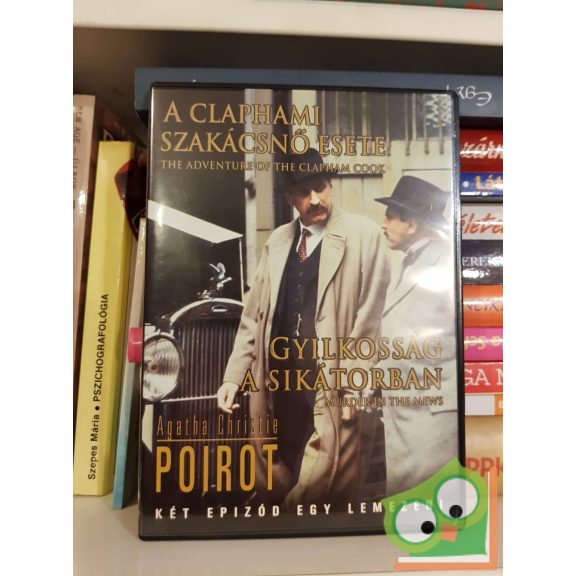 A CLAPHAMI
SZAKÁCSNŐ ESETE
THE ADVENTURE OF THE CLAPHAM COOK
GYILKOSSÁG
A SIKÁTORBAN
MURDER IN THE MEWS
Agatha Christie
POIROT
KÉT EPIZÓD EGY LEMEZEN!
Szepes Mária • PSZICHOGRAFOLÓGIA